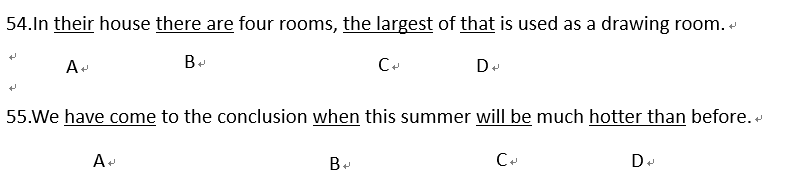 54.In their house there are four rooms, the largest of that is used as a drawing room.
A B C D
55.We have come to the conclusion when this summer will be much hotter than before.
A B C D